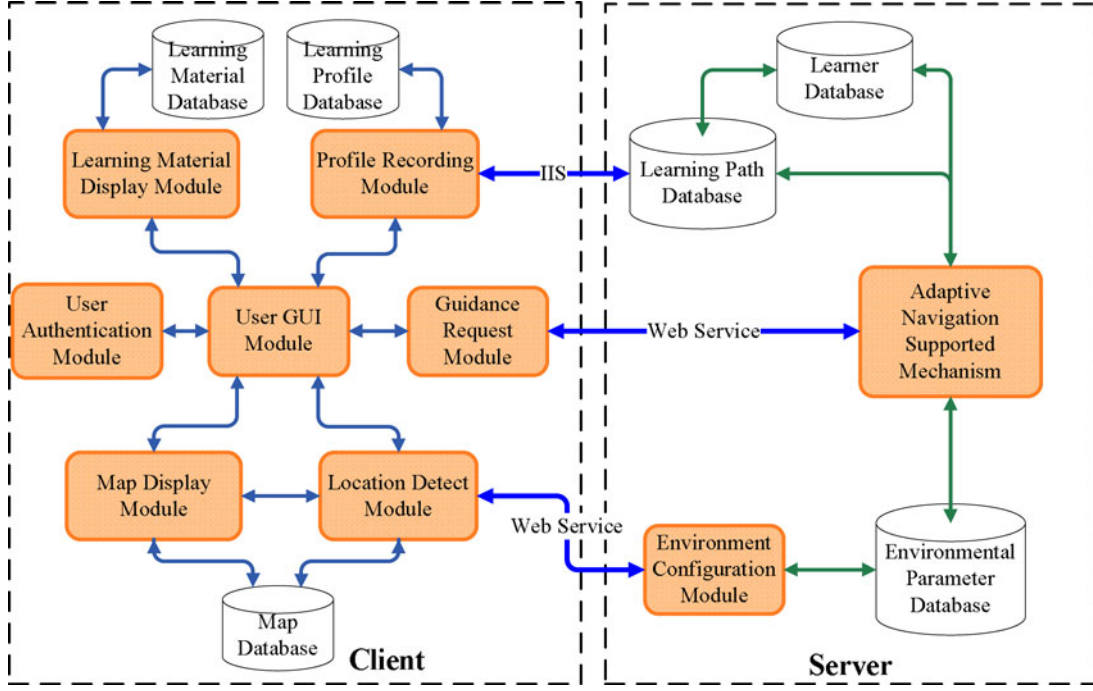 Learning
Material
Database
Learning
Profile
Database
Learning Material
Display Module
Profile Recording
Module
User
Authentication
Module
User GUI
Module
Guidance
Request
Module
Map Display
Module
Location Detect
Module
Map
Database
Client
IIS
Web Service
Web Service
Learner
Database
Learning Path
Database
Adaptive
Navigation
Supported
Mechanism
Environment
Configuration
Module
Environmental
Parameter
Database
Server